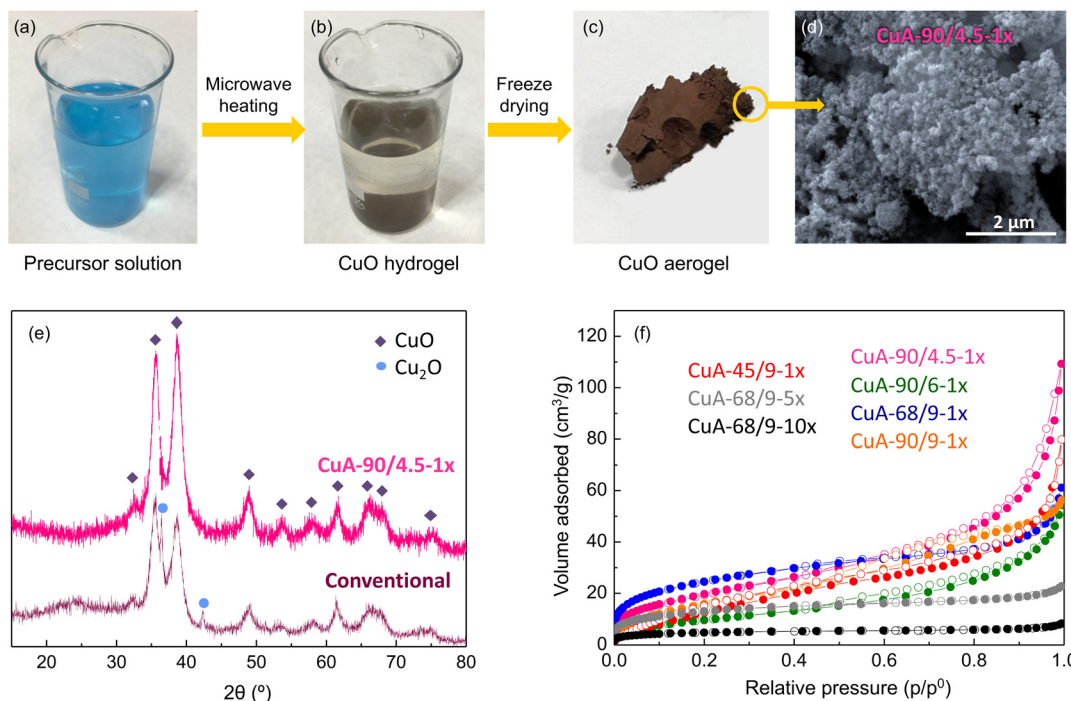 (a)
(b)
(c)
(d)
CuA-90/4.5-1x
Microwave
heating
Freeze
drying
2 μm
Precursor solution
CuO hydrogel
CuO aerogel
(e)
CuO
Cu₂O
CuA-90/4.5-1x
Conventional
20 30 40 50 60 70 80
2θ (º)
(f)
120
100
80
60
40
20
0
Volume adsorbed (cm³/g)
CuA-45/9-1x
CuA-68/9-5x
CuA-68/9-10x
CuA-90/4.5-1x
CuA-90/6-1x
CuA-68/9-1x
CuA-90/9-1x
0.0 0.2 0.4 0.6 0.8 1.0
Relative pressure (p/p⁰)